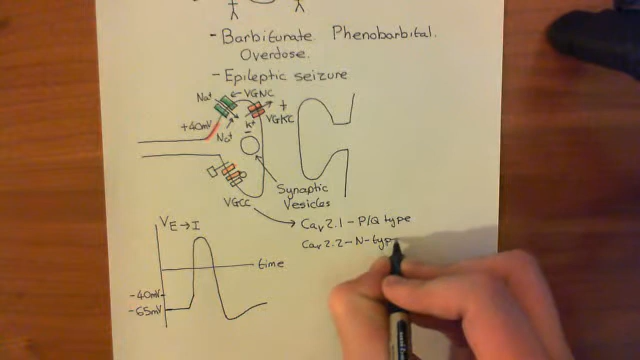 - Barbiturate Phenobarbital
Overdose.
- Epileptic seizure
Na+
VGNC
+40mV
Na+
K+
+
VGKC
-
Synaptic
Vesicles
VGCC
Cav2.1 - P/Q type
Cav2.2 - N-typ
VE→I
time
-40mV
-65mV